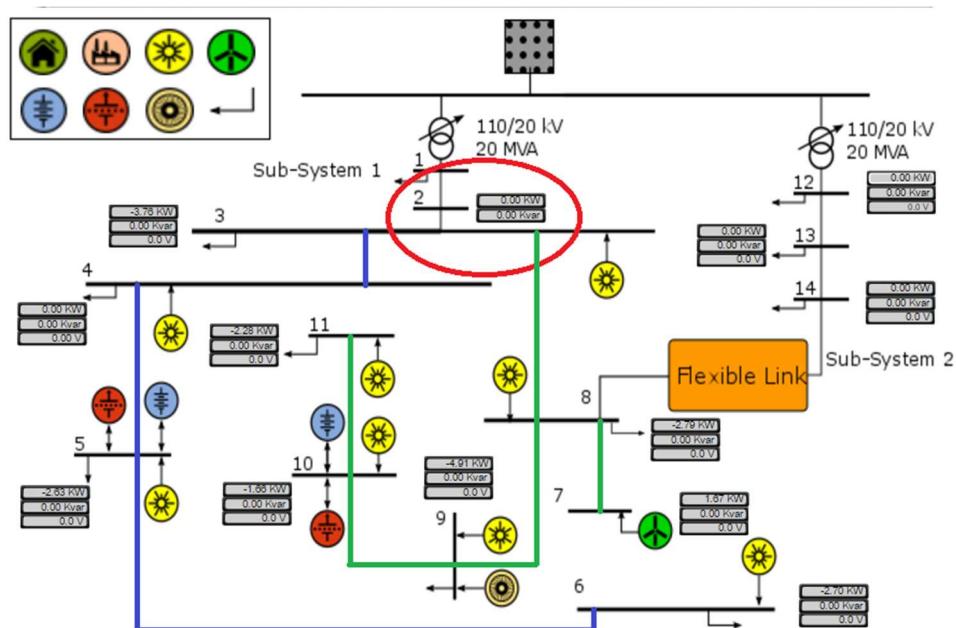 110/20 kV
20 MVA
Sub-System 1
1
2
0.00 KW
0.00 Kvar
110/20 kV
20 MVA
12
0.00 KW
0.00 Kvar
0.0 V
-3.76 KW
0.00 Kvar
0.0 V
3
0.00 KW
0.00 Kvar
0.0 V
13
4
0.00 KW
0.00 Kvar
0.00 V
14
0.00 KW
0.00 Kvar
0.0 V
11
-2.28 KW
0.00 Kvar
0.0 V
Flexible Link
Sub-System 2
8
-2.79 KW
0.00 Kvar
0.0 V
5
-2.63 KW
0.00 Kvar
0.0 V
10
-1.66 KW
0.00 Kvar
0.0 V
-4.91 KW
0.00 Kvar
0.0 V
9
7
1.67 KW
0.00 Kvar
0.0 V
6
-2.70 KW
0.00 Kvar
0.0 V